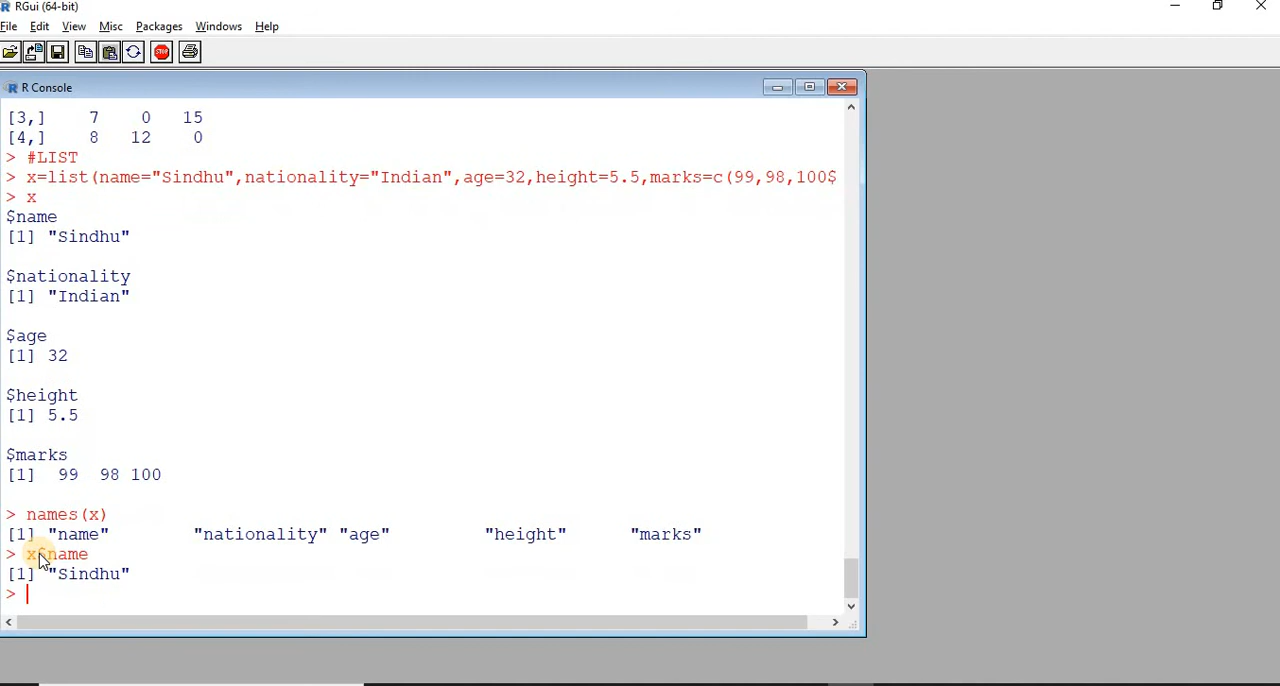 RGui (64-bit)
File Edit View Misc Packages Windows Help
STOP
R Console
[3,] 7 0 15
[4,] 8 12 0
> #LIST
> x=list(name="Sindhu",nationality="Indian",age=32,height=5.5,marks=c(99,98,100$
> x
$name
[1] "Sindhu"
$nationality
[1] "Indian"
$age
[1] 32
$height
[1] 5.5
$marks
[1] 99 98 100
> names(x)
[1] "name" "nationality" "age" "height" "marks"
> x$name
[1] "Sindhu"
>